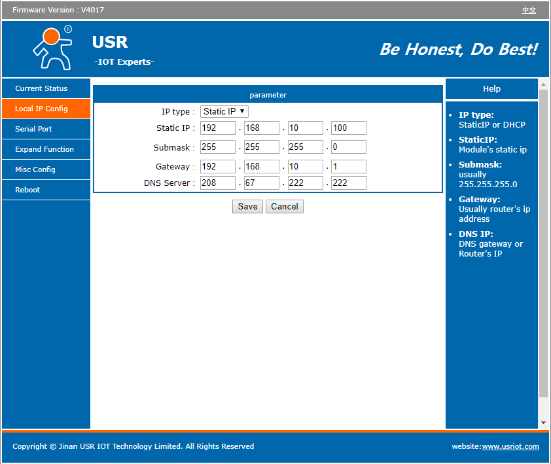 Firmware Version : V4017
中文
®
USR
-IOT Experts-
Be Honest, Do Best!
Current Status
Local IP Config
Serial Port
Expand Function
Misc Config
Reboot
parameter
IP type : Static IP
Static IP : 192 . 168 . 10 . 100
Submask : 255 . 255 . 255 . 0
Gateway : 192 . 168 . 10 . 1
DNS Server : 208 . 67 . 222 . 222
Save Cancel
Help
• IP type:
StaticIP or DHCP
• StaticIP:
Module's static ip
• Submask:
usually
255.255.255.0
• Gateway:
Usually router's ip
address
• DNS IP:
DNS gateway or
Router's IP
Copyright © Jinan USR IOT Technology Limited. All Rights Reserved
website:www.usriot.com